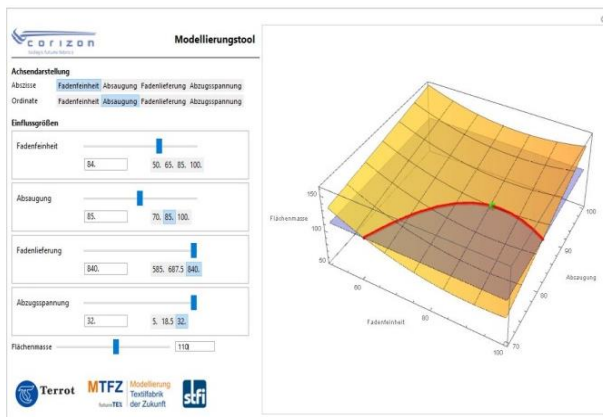 corizon
Modellierungstool
Achsendarstellung
Abszisse Fadenfeinheit Absaugung Fadenlieferung Abzugsspannung
Ordinate Fadenfeinheit Absaugung Fadenlieferung Abzugsspannung
Einflussgrößen
Fadenfeinheit
84. 50. 65. 85. 100.
Absaugung
85. 70. 85. 100.
Fadenlieferung
840. 585. 687.5 840.
Abzugsspannung
32. 5. 18.5 32.
Flächenmasse 110
Terrot
MTFZ
futureTEX
Modellierung
Textilfabrik
der Zukunft
stfi
150
Flächenmasse
100
50
60
Fadenfeinheit
80
100
70
80
90
Absaugung
100